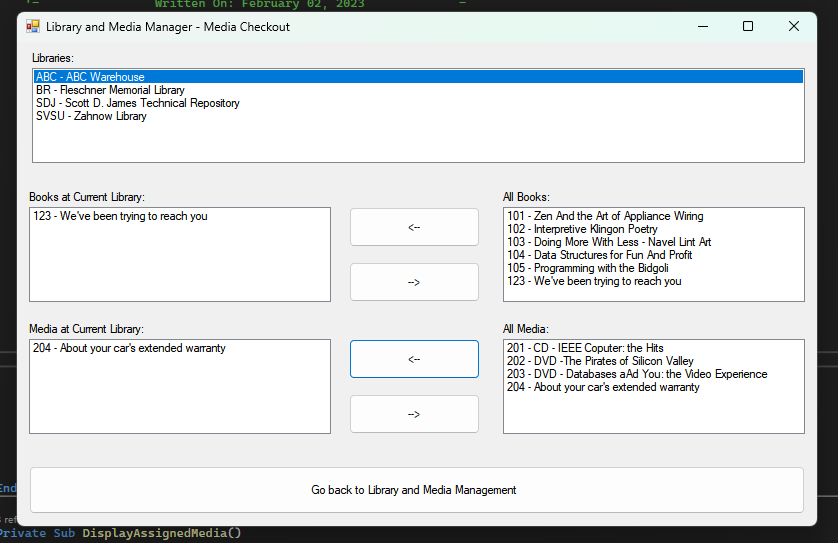 Written On: February 02, 2023
Library and Media Manager - Media Checkout
Libraries:
ABC - ABC Warehouse
BR - Fleschner Memorial Library
SDJ - Scott D. James Technical Repository
SVSU - Zahnow Library
Books at Current Library:
123 - We've been trying to reach you
<--
-->
All Books:
101 - Zen And the Art of Appliance Wiring
102 - Interpretive Klingon Poetry
103 - Doing More With Less - Navel Lint Art
104 - Data Structures for Fun And Profit
105 - Programming with the Bidgoli
123 - We've been trying to reach you
Media at Current Library:
204 - About your car's extended warranty
<--
-->
All Media:
201 - CD - IEEE Coputer: the Hits
202 - DVD -The Pirates of Silicon Valley
203 - DVD - Databases aAd You: the Video Experience
204 - About your car's extended warranty
Go back to Library and Media Management
End
ref
Private Sub DisplayAssignedMedia()